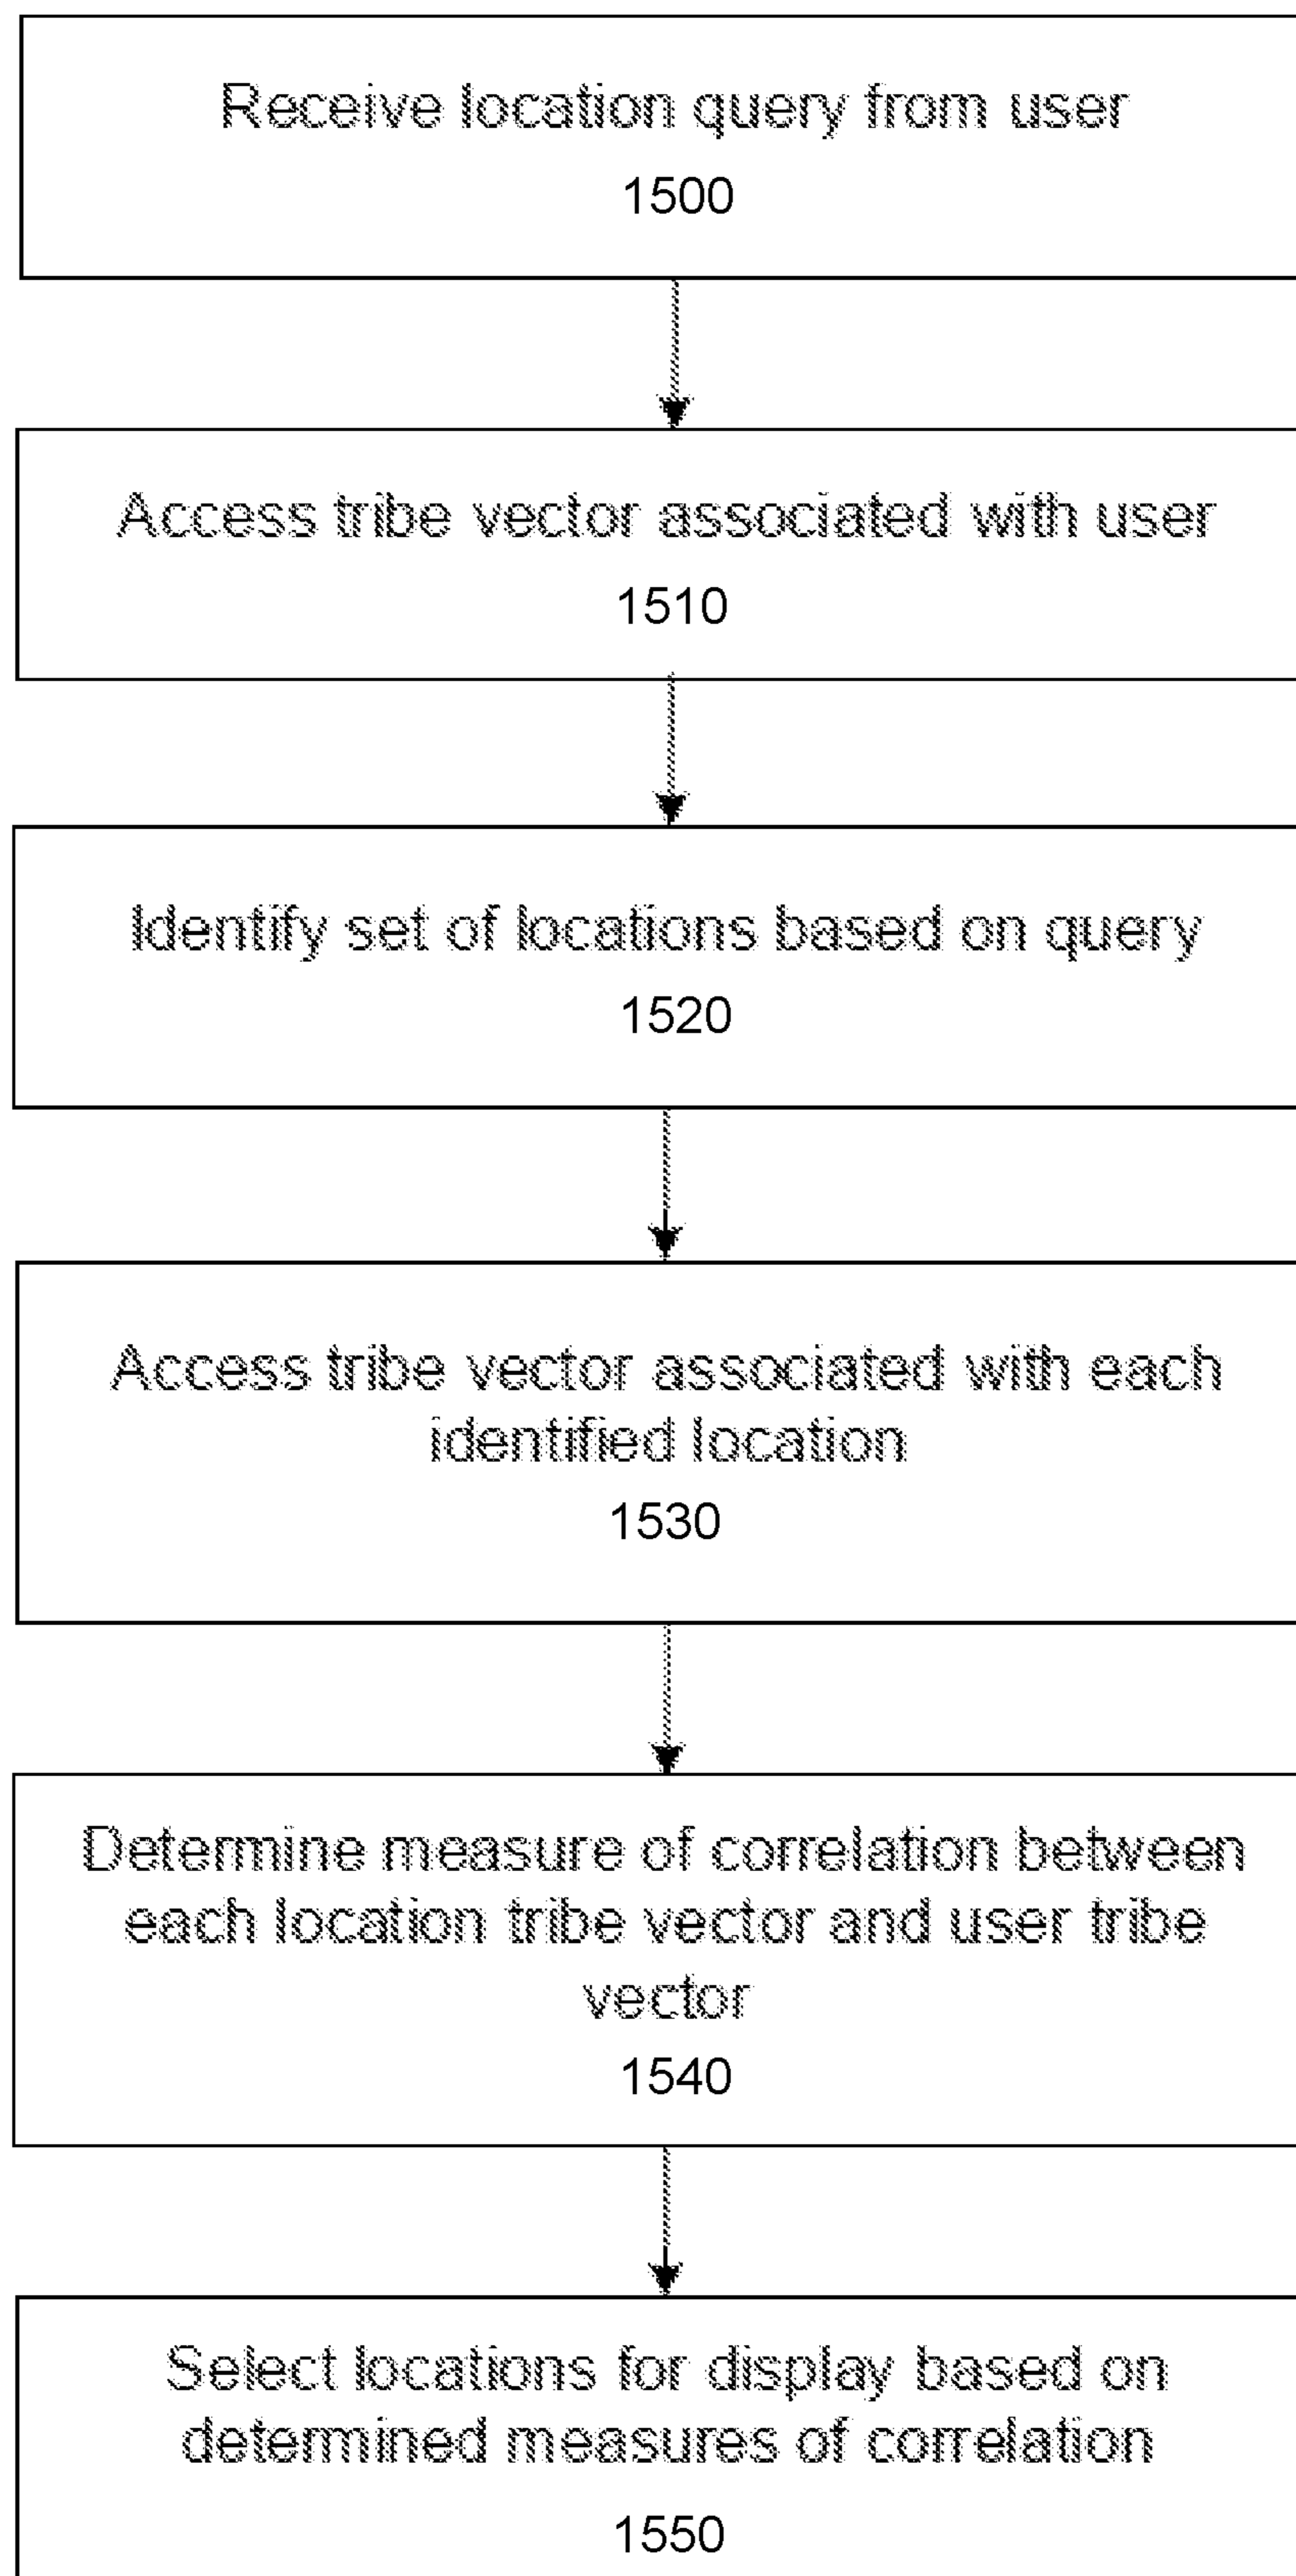 Receive location query from user
1500
Access tribe vector associated with user
1510
Identify set of locations based on query
1520
Access tribe vector associated with each
identified location
1530
Determine measure of correlation between
each location tribe vector and user tribe
vector
1540
Select locations for display based on
determined measures of correlation
1550